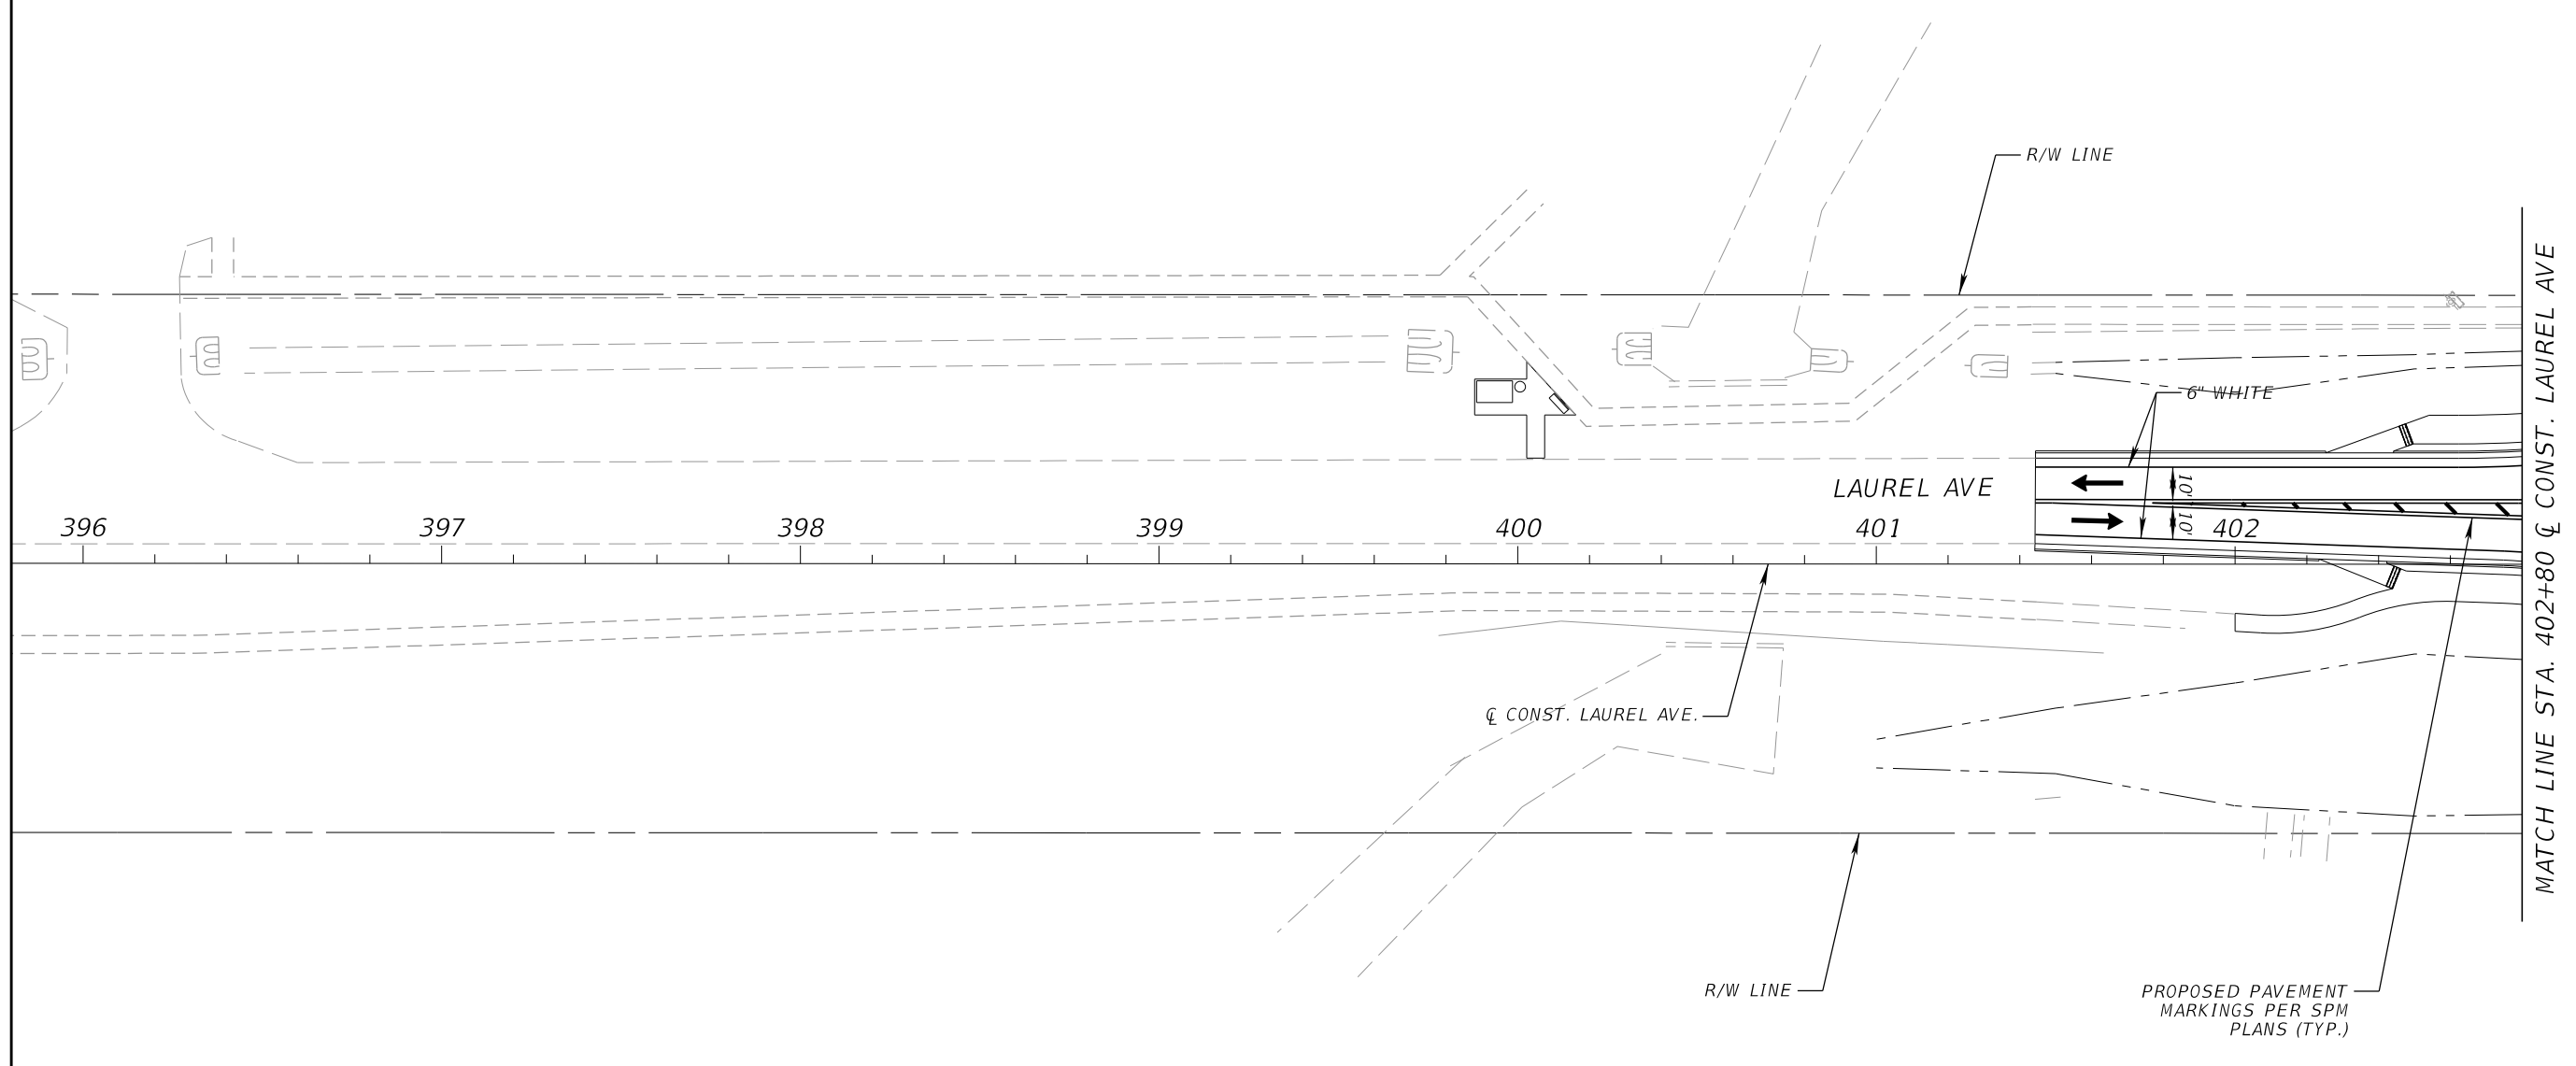 R/W LINE
6" WHITE
LAUREL AVE
10'
10'
396
397
398
399
400
401
402
℄ CONST. LAUREL AVE.
R/W LINE
PROPOSED PAVEMENT
MARKINGS PER SPM
PLANS (TYP.)
MATCH LINE STA. 402+80 ℄ CONST. LAUREL AVE